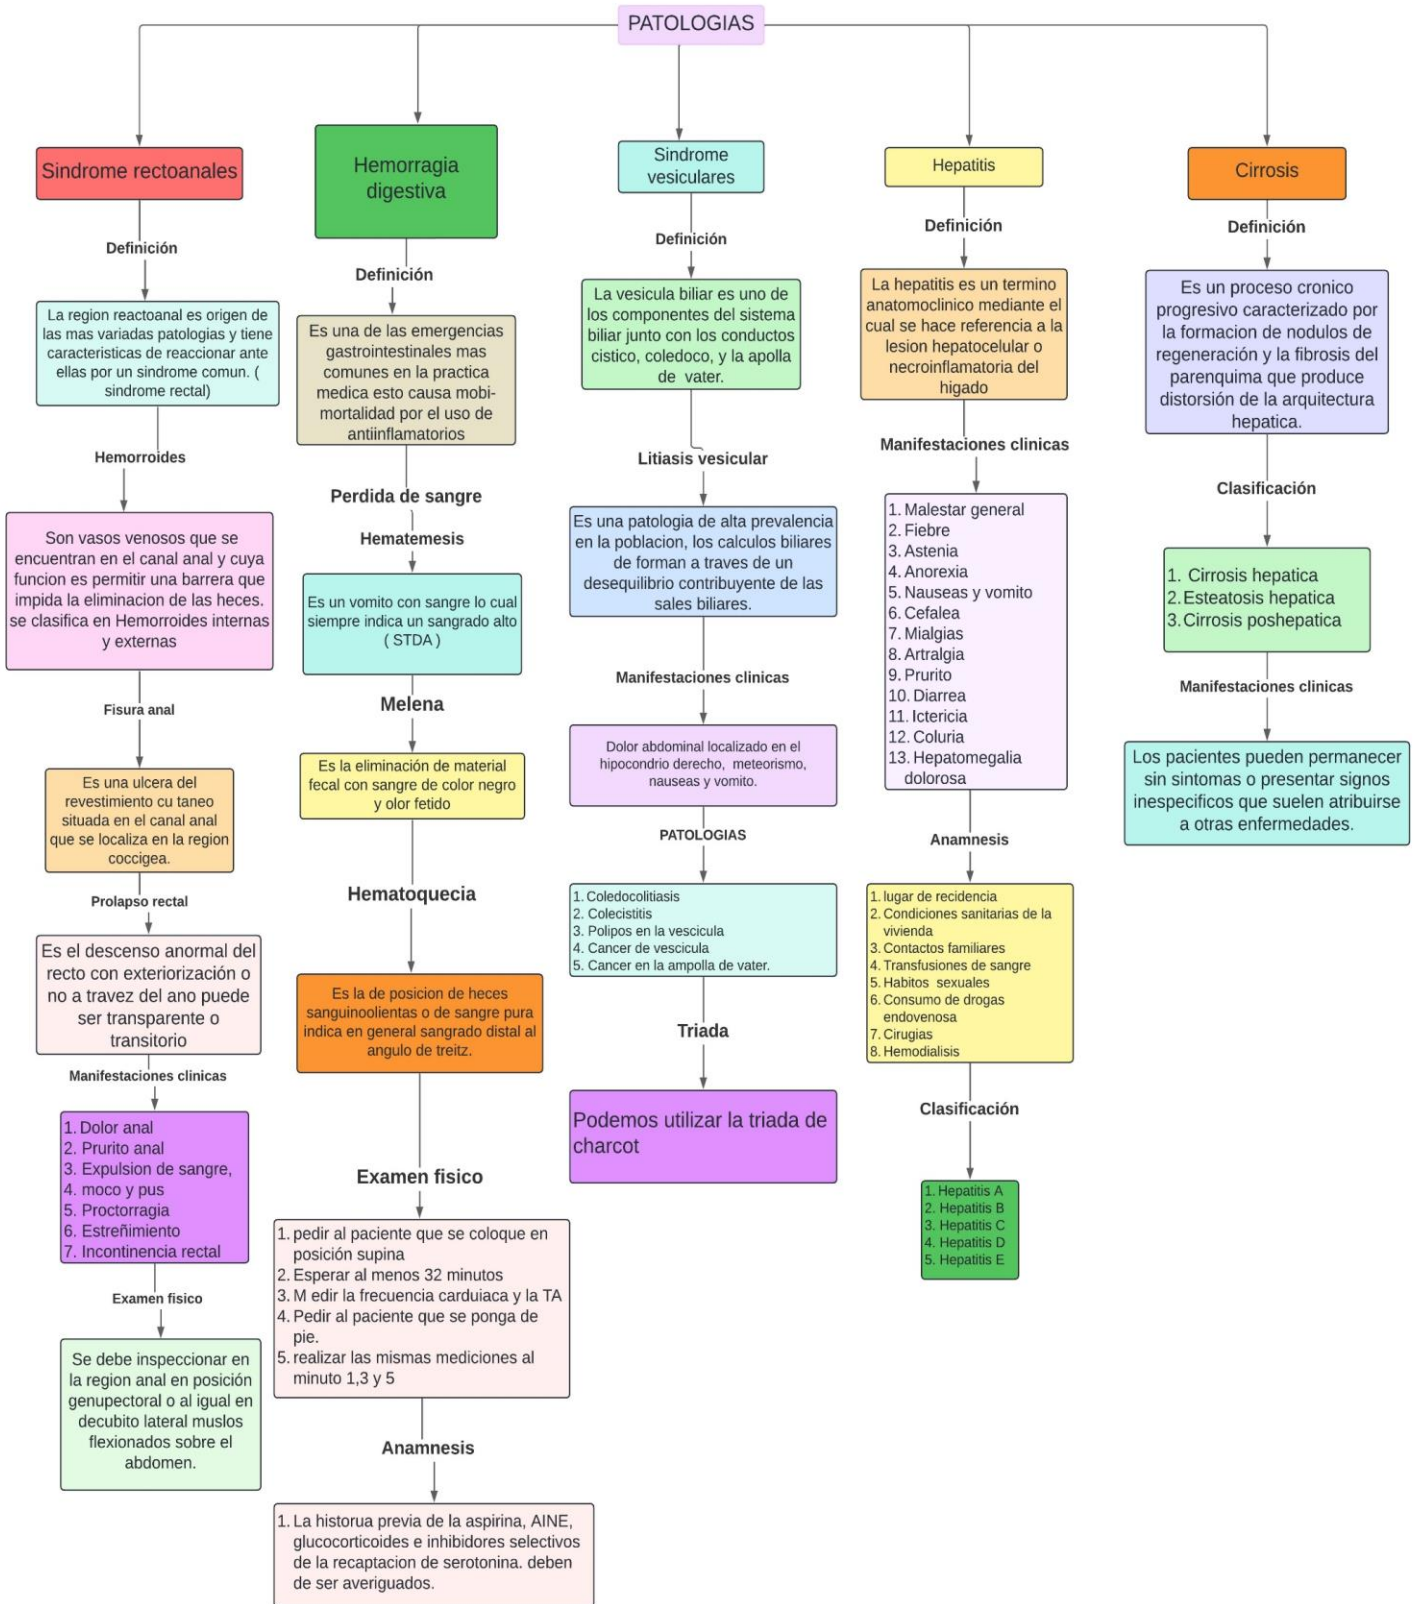 PATOLOGIAS
Sindrome rectoanales
Definición
La region reactoanal es origen de
las mas variadas patologias y tiene
caracteristicas de reaccionar ante
ellas por un sindrome comun. (
sindrome rectal)
Hemorroides
Son vasos venosos que se
encuentran en el canal anal y cuya
funcion es permitir una barrera que
impida la eliminacion de las heces.
se clasifica en Hemorroides internas
y externas
Fisura anal
Es una ulcera del
revestimiento cu taneo
situada en el canal anal
que se localiza en la region
coccigea.
Prolapso rectal
Es el descenso anormal del
recto con exteriorización o
no a travez del ano puede
ser transparente o
transitorio
Manifestaciones clinicas
1. Dolor anal
2. Prurito anal
3. Expulsion de sangre,
4. moco y pus
5. Proctorragia
6. Estreñimiento
7. Incontinencia rectal
Examen fisico
Se debe inspeccionar en
la region anal en posición
genupectoral o al igual en
decubito lateral muslos
flexionados sobre el
abdomen.
Hemorragia
digestiva
Definición
Es una de las emergencias
gastrointestinales mas
comunes en la practica
medica esto causa mobi-
mortalidad por el uso de
antiinflamatorios
Perdida de sangre
Hematemesis
Es un vomito con sangre lo cual
siempre indica un sangrado alto
( STDA )
Melena
Es la eliminación de material
fecal con sangre de color negro
y olor fetido
Hematoquecia
Es la de posicion de heces
sanguinoolientas o de sangre pura
indica en general sangrado distal al
angulo de treitz.
Examen fisico
1. pedir al paciente que se coloque en
posición supina
2. Esperar al menos 32 minutos
3. M edir la frecuencia carduiaca y la TA
4. Pedir al paciente que se ponga de
pie.
5. realizar las mismas mediciones al
minuto 1,3 y 5
Anamnesis
1. La historua previa de la aspirina, AINE,
glucocorticoides e inhibidores selectivos
de la recaptacion de serotonina. deben
de ser averiguados.
Sindrome
vesiculares
Definición
La vesicula biliar es uno de
los componentes del sistema
biliar junto con los conductos
cistico, coledoco, y la apolla
de vater.
Litiasis vesicular
Es una patologia de alta prevalencia
en la poblacion, los calculos biliares
de forman a traves de un
desequilibrio contribuyente de las
sales biliares.
Manifestaciones clinicas
Dolor abdominal localizado en el
hipocondrio derecho, meteorismo,
nauseas y vomito.
PATOLOGIAS
1. Coledocolitiasis
2. Colecistitis
3. Polipos en la vescicula
4. Cancer de vescicula
5. Cancer en la ampolla de vater.
Triada
Podemos utilizar la triada de
charcot
Hepatitis
Definición
La hepatitis es un termino
anatomoclinico mediante el
cual se hace referencia a la
lesion hepatocelular o
necroinflamatoria del
higado
Manifestaciones clinicas
1. Malestar general
2. Fiebre
3. Astenia
4. Anorexia
5. Nauseas y vomito
6. Cefalea
7. Mialgias
8. Artralgia
9. Prurito
10. Diarrea
11. Ictericia
12. Coluria
13. Hepatomegalia
dolorosa
Anamnesis
1. lugar de recidencia
2. Condiciones sanitarias de la
vivienda
3. Contactos familiares
4. Transfusiones de sangre
5. Habitos sexuales
6. Consumo de drogas
endovenosa
7. Cirugias
8. Hemodialisis
Clasificación
1. Hepatitis A
2. Hepatitis B
3. Hepatitis C
4. Hepatitis D
5. Hepatitis E
Cirrosis
Definición
Es un proceso cronico
progresivo caracterizado por
la formacion de nodulos de
regeneración y la fibrosis del
parenquima que produce
distorsión de la arquitectura
hepatica.
Clasificación
1. Cirrosis hepatica
2. Esteatosis hepatica
3. Cirrosis poshepatica
Manifestaciones clinicas
Los pacientes pueden permanecer
sin sintomas o presentar signos
inespecificos que suelen atribuirse
a otras enfermedades.